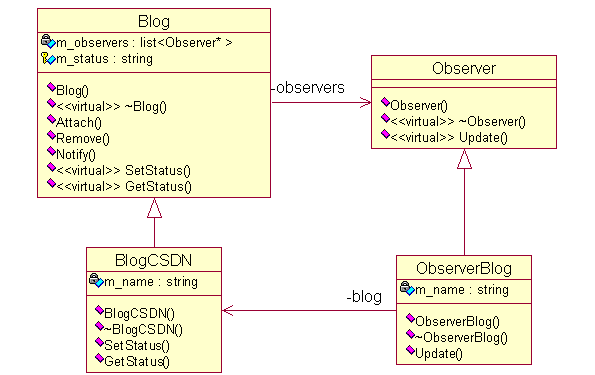 Blog
m_observers : list<Observer* >
m_status : string
Blog()
<<virtual>> ~Blog()
Attach()
Remove()
Notify()
<<virtual>> SetStatus()
<<virtual>> GetStatus()
-observers
Observer
Observer()
<<virtual>> ~Observer()
<<virtual>> Update()
BlogCSDN
m_name : string
BlogCSDN()
~BlogCSDN()
SetStatus()
GetStatus()
-blog
ObserverBlog
m_name : string
ObserverBlog()
~ObserverBlog()
Update()